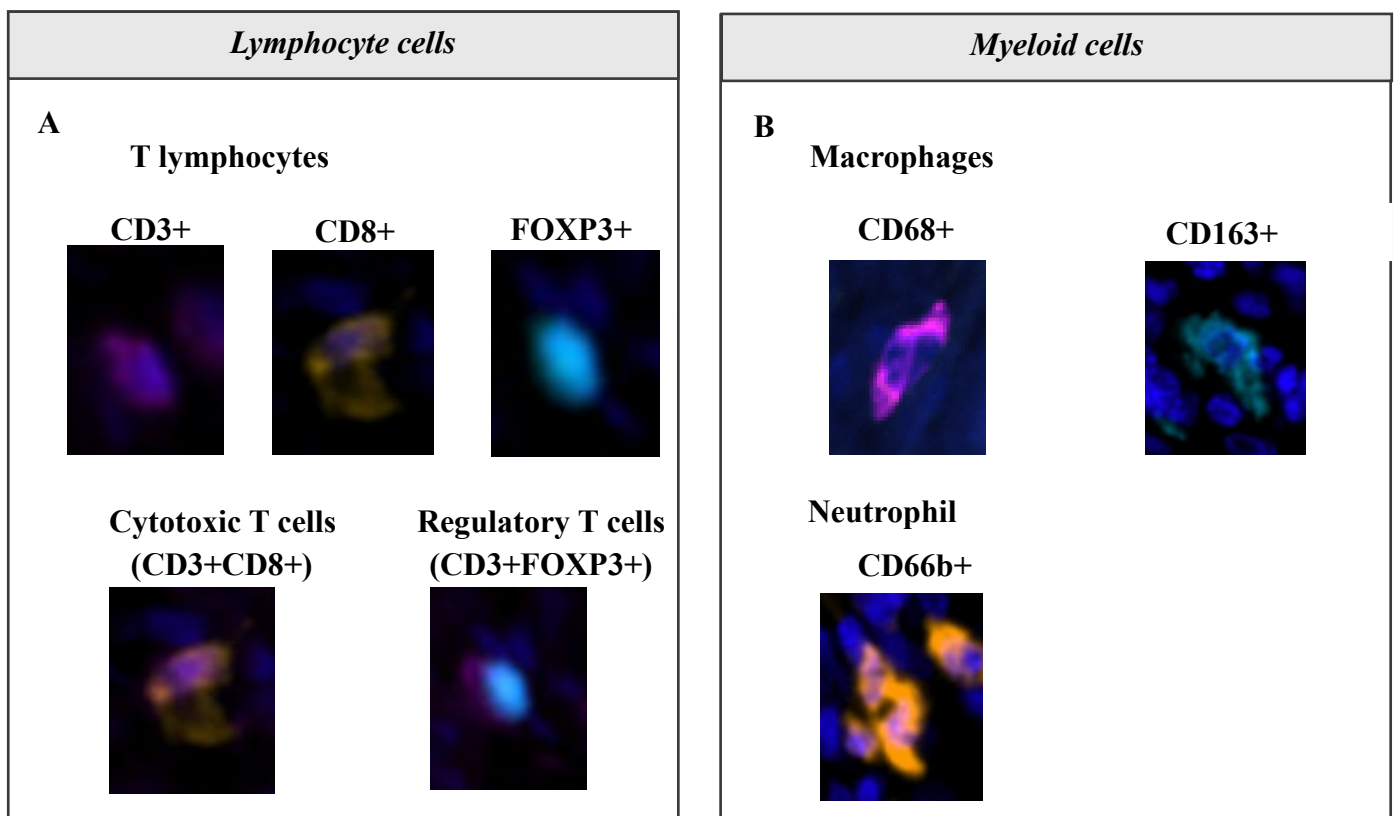 Lymphocyte cells
A
T lymphocytes
CD3+
CD8+
FOXP3+
Cytotoxic T cells
(CD3+CD8+)
Regulatory T cells
(CD3+FOXP3+)
Myeloid cells
B
Macrophages
CD68+
CD163+
Neutrophil
CD66b+